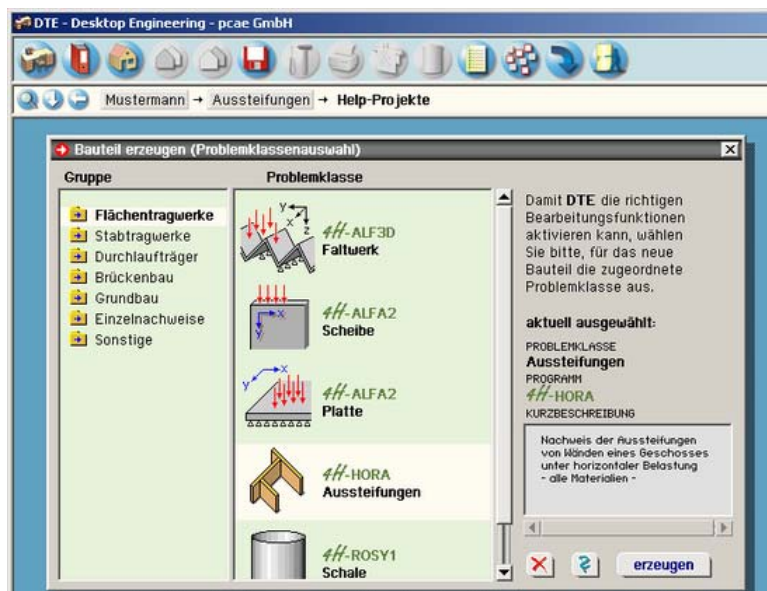 DTE - Desktop Engineering - pcae GmbH
Mustermann → Aussteifungen → Help-Projekte
Bauteil erzeugen (Problemklassenauswahl)
Gruppe
Problemklasse
Flächentragwerke
Stabtragwerke
Durchlaufträger
Brückenbau
Grundbau
Einzelnachweise
Sonstige
y
x
z
4H-ALF3D
Faltwerk
x
y
4H-ALFA2
Scheibe
x
y
4H-ALFA2
Platte
4H-HORA
Aussteifungen
4H-ROSY1
Schale
Damit DTE die richtigen
Bearbeitungsfunktionen
aktivieren kann, wählen
Sie bitte, für das neue
Bauteil die zugeordnete
Problemklasse aus.
aktuell ausgewählt:
PROBLEMKLASSE
Aussteifungen
PROGRAMM
4H-HORA
KURZBESCHREIBUNG
Nachweis der Aussteifungen
von Wänden eines Geschosses
unter horizontaler Belastung
- alle Materialien -
erzeugen